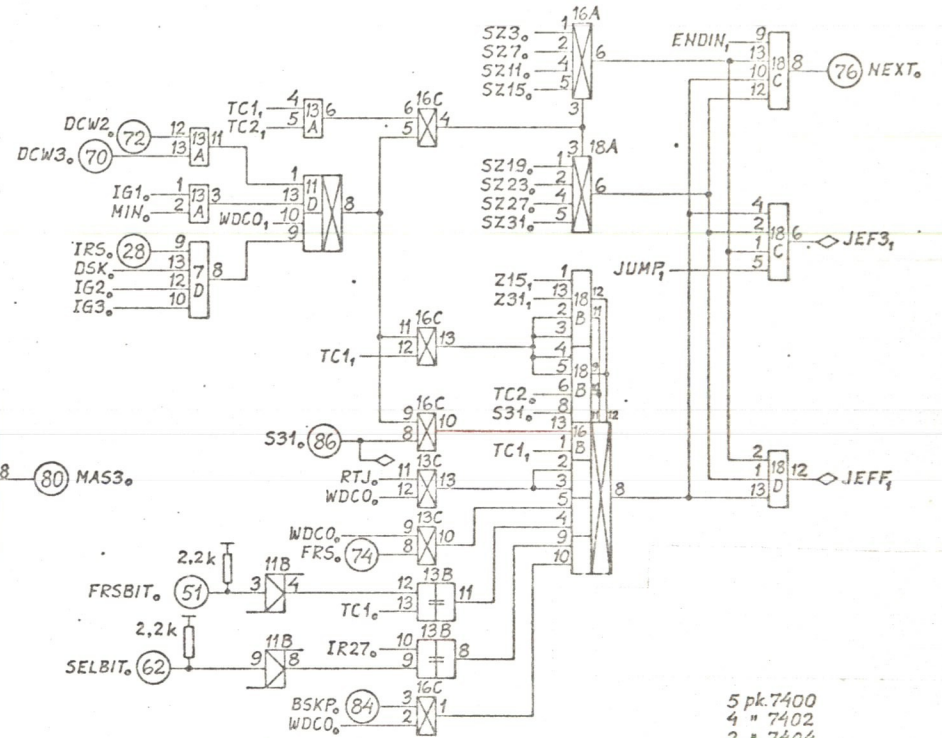 16A
SZ3₀ 1
SZ7₀ 2 6
SZ11₀ 4
SZ15₀ 5
3
ENDIN₁ 9
13 18 8 76 NEXT₀
10 C
12
TC1₁ 4 13 6
TC2₁ 5 A
16C
6 4
5
DCW2₀ 72 12 13 11
DCW3₀ 70 13 A
3 18A
SZ19₀ 1
SZ23₀ 2 6
SZ27₀ 4
SZ31₀ 5
IG1₀ 1 13 3
MIN₀ 2 A
1 11
13 D 8
WDCO₁ 10
9
IRS₀ 28 9
DSK₀ 13 7 8
IG2₀ 12 D
IG3₀ 10
4
2 18 6 JEF3₁
1 C
JUMP₁ 5
Z15₁ 1
Z31₁ 13 18 12
2 B 11
3
16C
11 13
TC1₁ 12
4
5 18
TC2₀ 6 B
S31₀ 8
12
16C
9 10
S31₀ 86 8
13 16
TC1₁ 1 B
2
3
5 8
4
9
10
13C
RTJ₀ 11 13
WDCO₀ 12
2
1 18 12 JEFF₁
13 D
8 80 MAS3₀
13C
WDCO₀ 9 10
FRS₀ 74 8
2,2k
11B
FRSBIT₀ 51 3 4
13B
12 11
TC1₀ 13
2,2k
11B
SELBIT₀ 62 9 8
13B
IR27₀ 10 8
9
16C
BSKP₀ 84 3 1
WDCO₀ 2
5 pk. 7400
4 " 7402
2 " 7404